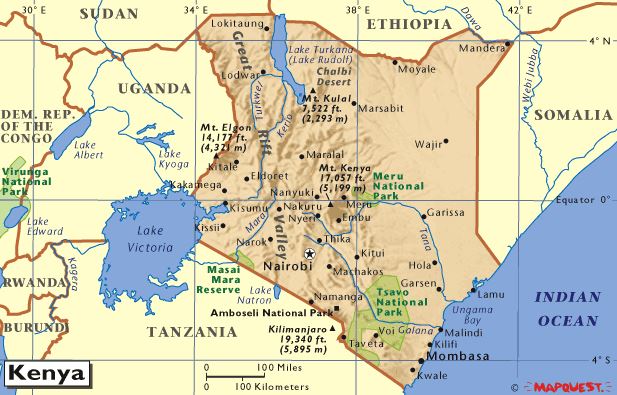 30°E
34°E
38°E
42°E
SUDAN
ETHIOPIA
Dawa
Lokitaung
Mandera
4°N
4°N
Great
Lake Turkana
(Lake Rudolf)
Moyale
Lodwar
Chalbi
Desert
Webi Jubba
UGANDA
Turkwel
Mt. Kulal
7,522 ft.
(2,293 m)
Marsabit
Kerio
SOMALIA
DEM. REP.
OF THE
CONGO
Lake
Albert
Lake
Kyoga
Mt. Elgon
14,177 ft.
(4,321 m)
Rift
Wajir
Kitale
Maralal
Mt. Kenya
17,057 ft.
(5,199 m)
Virunga
National
Park
Eldoret
Kakamega
Meru
National
Park
Nanyuki
Equator 0°
0°
Kisumu
Nakuru
Meru
Lake
Edward
Mara
Nyeri
Embu
Garissa
Kissii
Valley
Lake
Victoria
Narok
Thika
Tana
Kitui
Nairobi
Hola
Machakos
Kagera
Masai
Mara
Reserve
RWANDA
Lake
Natron
Tsavo
National
Park
Garsen
Lamu
Namanga
Ungama
Bay
INDIAN
OCEAN
Amboseli National Park
BURUNDI
TANZANIA
Kilimanjaro
19,340 ft.
(5,895 m)
Voi
Galana
Malindi
Taveta
Kilifi
Mombasa
4°S
4°S
Kwale
Kenya
0 100 Miles
0 100 Kilometers
© MAPQUEST.